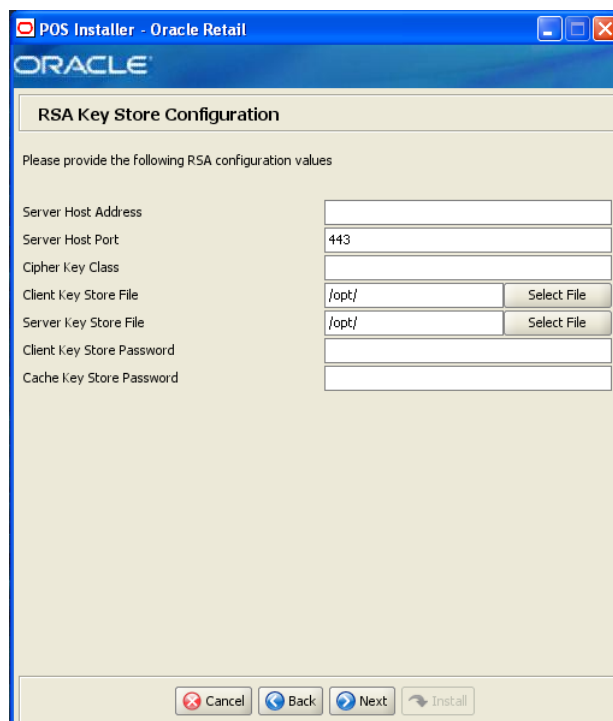 POS Installer - Oracle Retail
ORACLE
RSA Key Store Configuration
Please provide the following RSA configuration values
Server Host Address
Server Host Port 443
Cipher Key Class
Client Key Store File /opt/ Select File
Server Key Store File /opt/ Select File
Client Key Store Password
Cache Key Store Password
Cancel Back Next Install